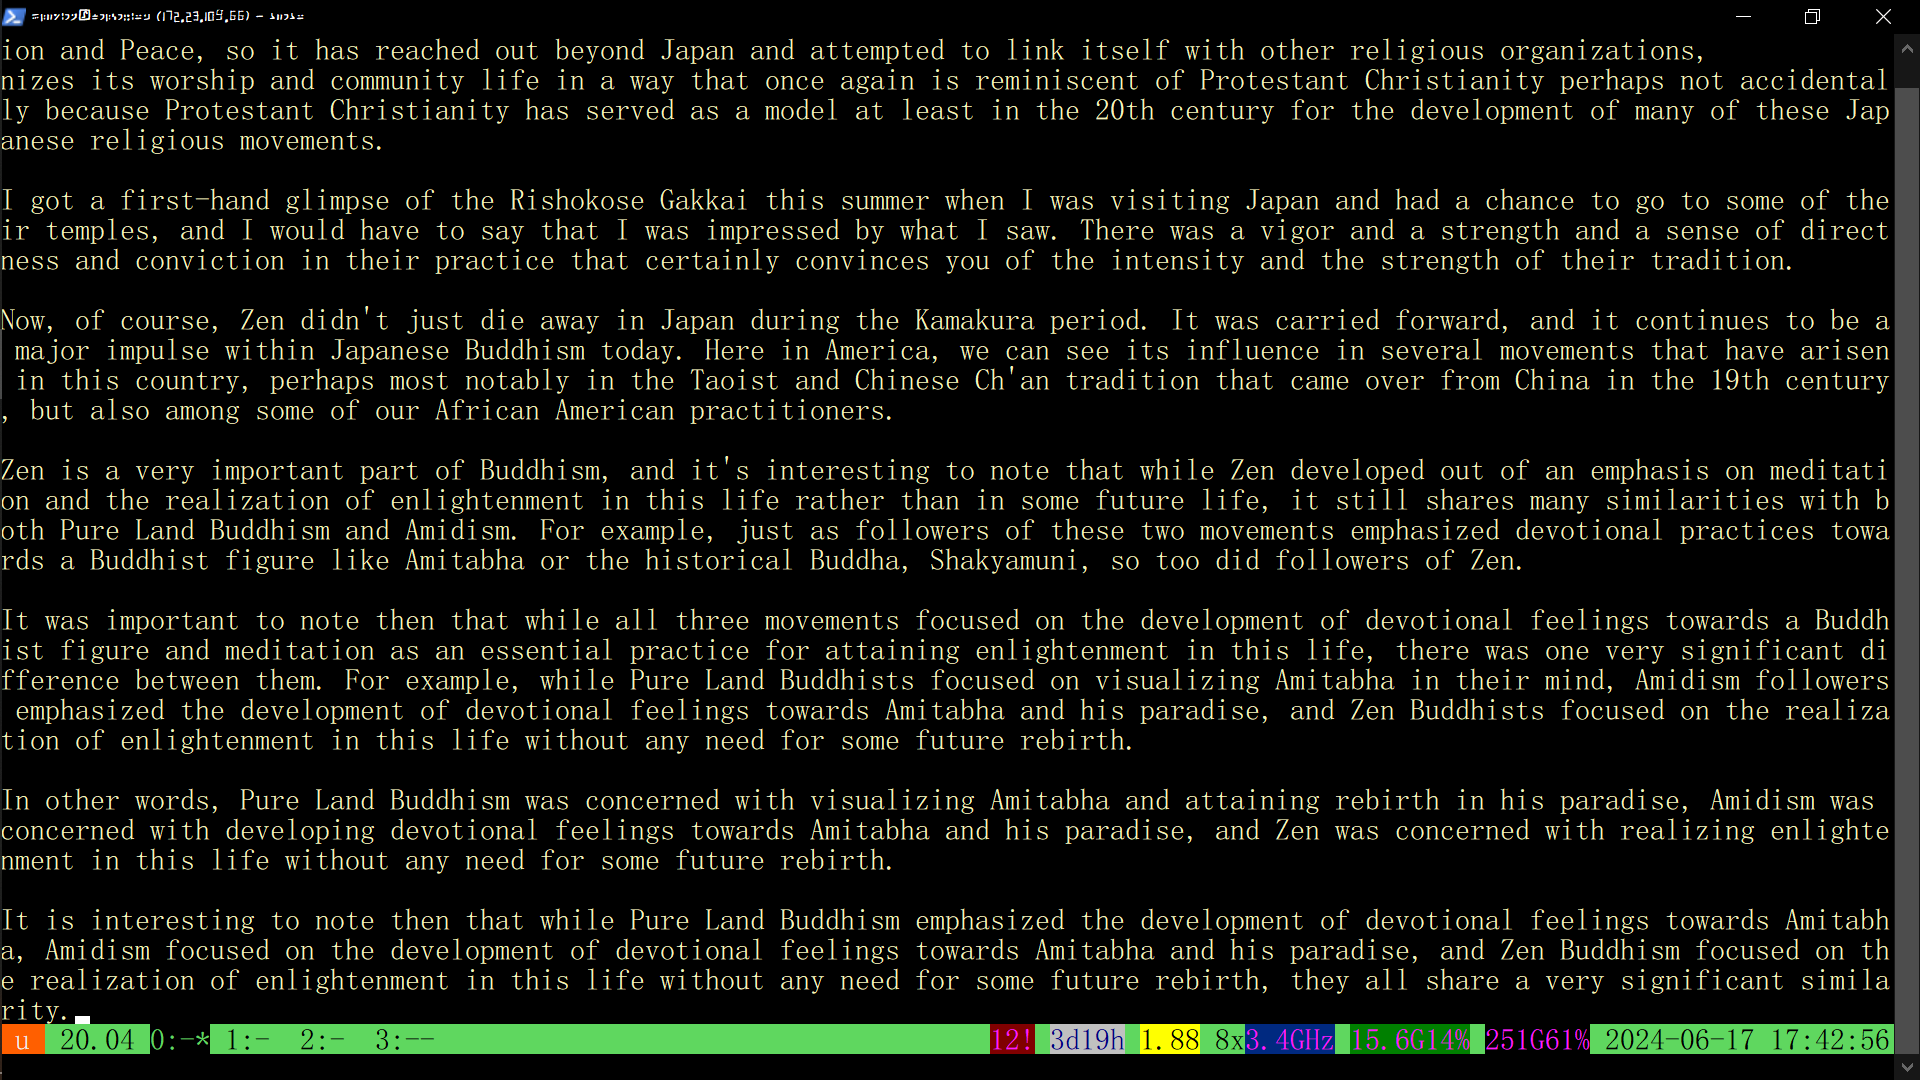 ion and Peace, so it has reached out beyond Japan and attempted to link itself with other religious organizations,
nizes its worship and community life in a way that once again is reminiscent of Protestant Christianity perhaps not accidental
ly because Protestant Christianity has served as a model at least in the 20th century for the development of many of these Jap
anese religious movements.
I got a first-hand glimpse of the Rishokose Gakkai this summer when I was visiting Japan and had a chance to go to some of the
ir temples, and I would have to say that I was impressed by what I saw. There was a vigor and a strength and a sense of direct
ness and conviction in their practice that certainly convinces you of the intensity and the strength of their tradition.
Now, of course, Zen didn't just die away in Japan during the Kamakura period. It was carried forward, and it continues to be a
major impulse within Japanese Buddhism today. Here in America, we can see its influence in several movements that have arisen
in this country, perhaps most notably in the Taoist and Chinese Ch'an tradition that came over from China in the 19th century
, but also among some of our African American practitioners.
Zen is a very important part of Buddhism, and it's interesting to note that while Zen developed out of an emphasis on meditati
on and the realization of enlightenment in this life rather than in some future life, it still shares many similarities with b
oth Pure Land Buddhism and Amidism. For example, just as followers of these two movements emphasized devotional practices towa
rds a Buddhist figure like Amitabha or the historical Buddha, Shakyamuni, so too did followers of Zen.
It was important to note then that while all three movements focused on the development of devotional feelings towards a Buddh
ist figure and meditation as an essential practice for attaining enlightenment in this life, there was one very significant di
fference between them. For example, while Pure Land Buddhists focused on visualizing Amitabha in their mind, Amidism followers
emphasized the development of devotional feelings towards Amitabha and his paradise, and Zen Buddhists focused on the realiza
tion of enlightenment in this life without any need for some future rebirth.
In other words, Pure Land Buddhism was concerned with visualizing Amitabha and attaining rebirth in his paradise, Amidism was
concerned with developing devotional feelings towards Amitabha and his paradise, and Zen was concerned with realizing enlighte
nment in this life without any need for some future rebirth.
It is interesting to note then that while Pure Land Buddhism emphasized the development of devotional feelings towards Amitabh
a, Amidism focused on the development of devotional feelings towards Amitabha and his paradise, and Zen Buddhism focused on th
e realization of enlightenment in this life without any need for some future rebirth, they all share a very significant simila
rity.
u 20.04 0:-* 1:- 2:- 3:-- 12! 3d19h 1.88 8x3.4GHz 15.6G14% 251G61% 2024-06-17 17:42:56